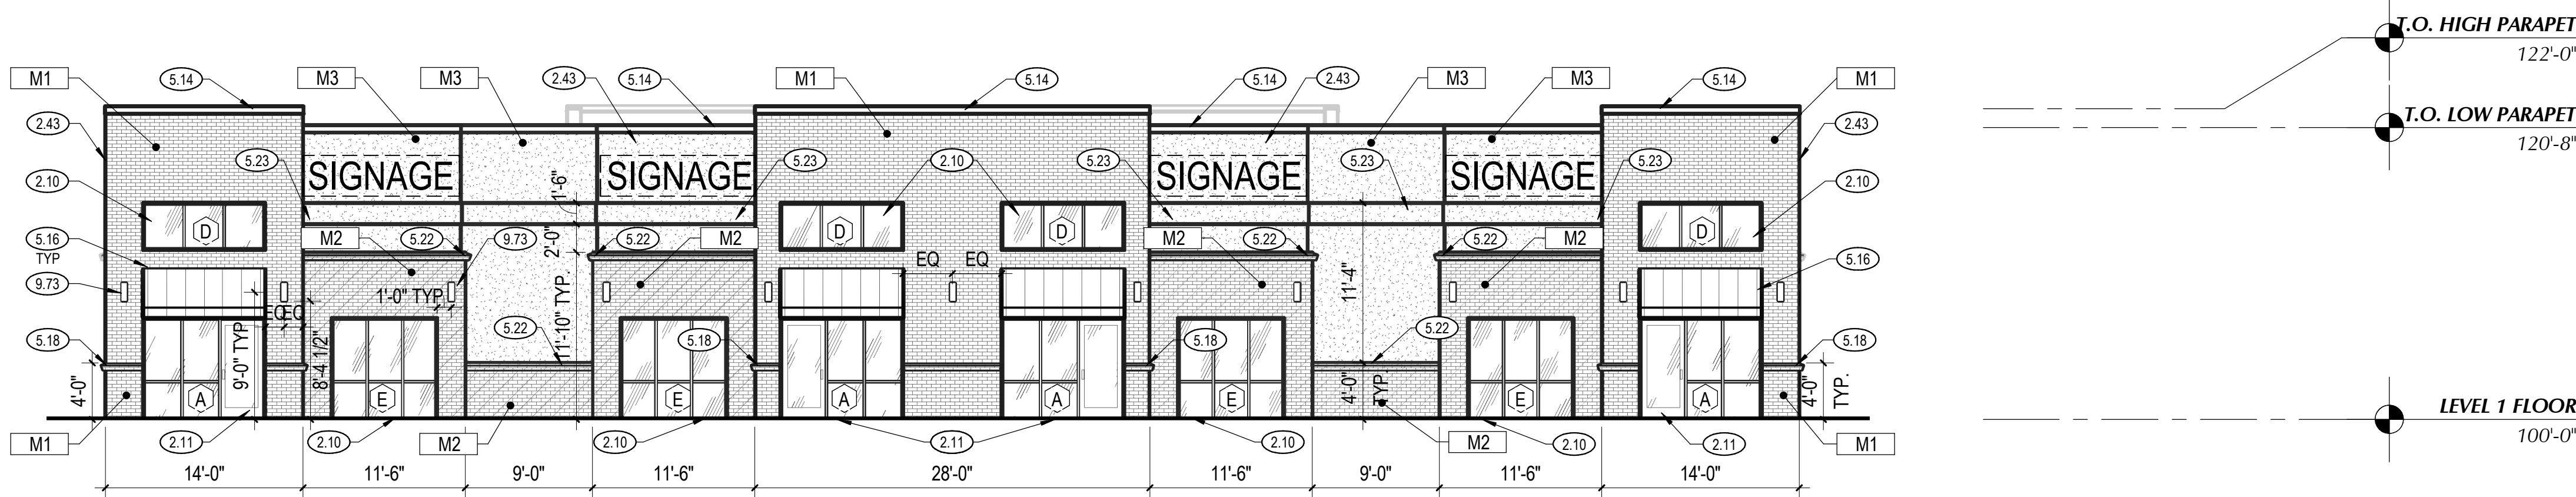 T.O. HIGH PARAPET
122'-0"
M1 5.14 M3 M3 2.43 5.14 M1 5.14 5.14 2.43 M3 M3 5.14 M1
T.O. LOW PARAPET
120'-8"
2.43 2.43
5.23 5.23 2.10 5.23 5.23 5.23
SIGNAGE SIGNAGE SIGNAGE SIGNAGE
2.10 1'-6" 2.10
D D D D
5.16 M2 5.22 9.73 2'-0" 5.22 M2 M2 5.22 5.22 M2
TYP
EQ EQ 5.16
9.73 1'-0" TYP. 11'-4"
EQ EQ
5.18 9'-0" TYP. 8'-4 1/2" 5.22 11'-10" TYP. 5.18 5.18 5.22 5.18
4'-0" A E E A A E 4'-0" TYP. E A 4'-0" TYP.
LEVEL 1 FLOOR
100'-0"
M1 2.11 2.10 M2 2.10 2.11 2.10 M2 2.10 2.11 M1
14'-0" 11'-6" 9'-0" 11'-6" 28'-0" 11'-6" 9'-0" 11'-6" 14'-0"